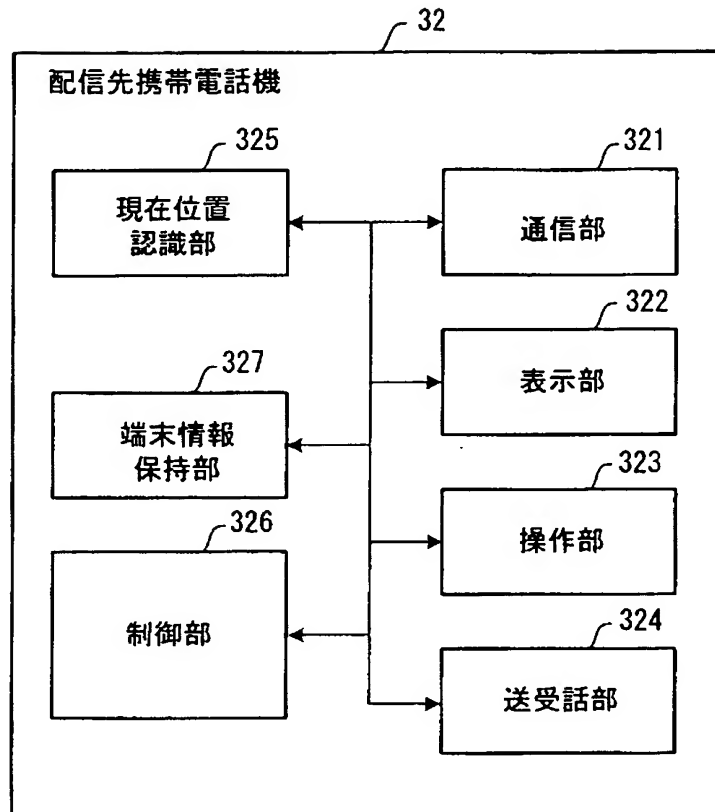 32
配信先携帯電話機
325
現在位置
認識部
321
通信部
322
表示部
327
端末情報
保持部
323
操作部
326
制御部
324
送受話部